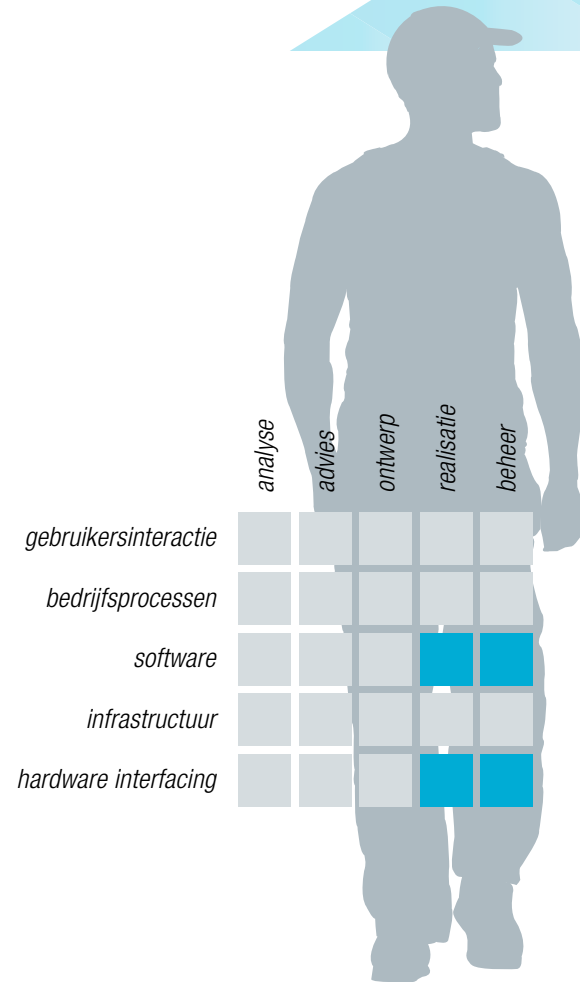 analyse
advies
ontwerp
realisatie
beheer
gebruikersinteractie
bedrijfsprocessen
software
infrastructuur
hardware interfacing